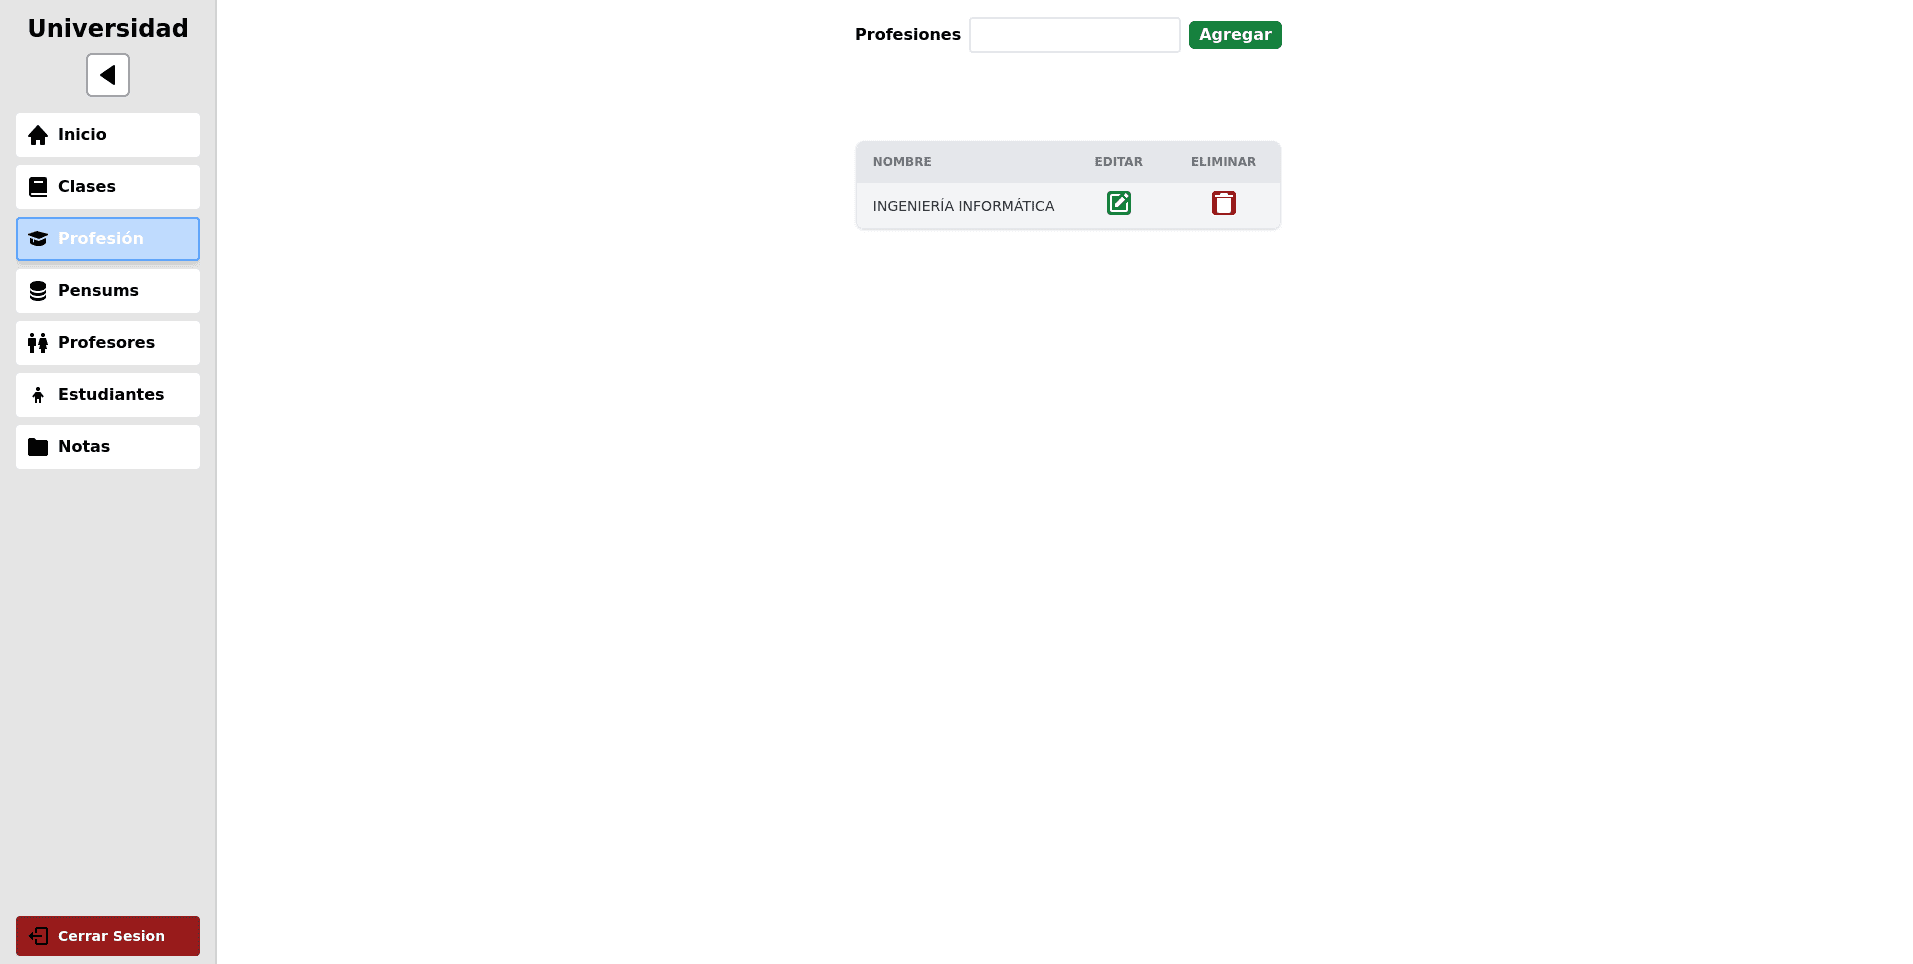 Universidad
Inicio
Clases
Profesión
Pensums
Profesores
Estudiantes
Notas
Cerrar Sesion
Profesiones Agregar
NOMBRE EDITAR ELIMINAR
INGENIERÍA INFORMÁTICA